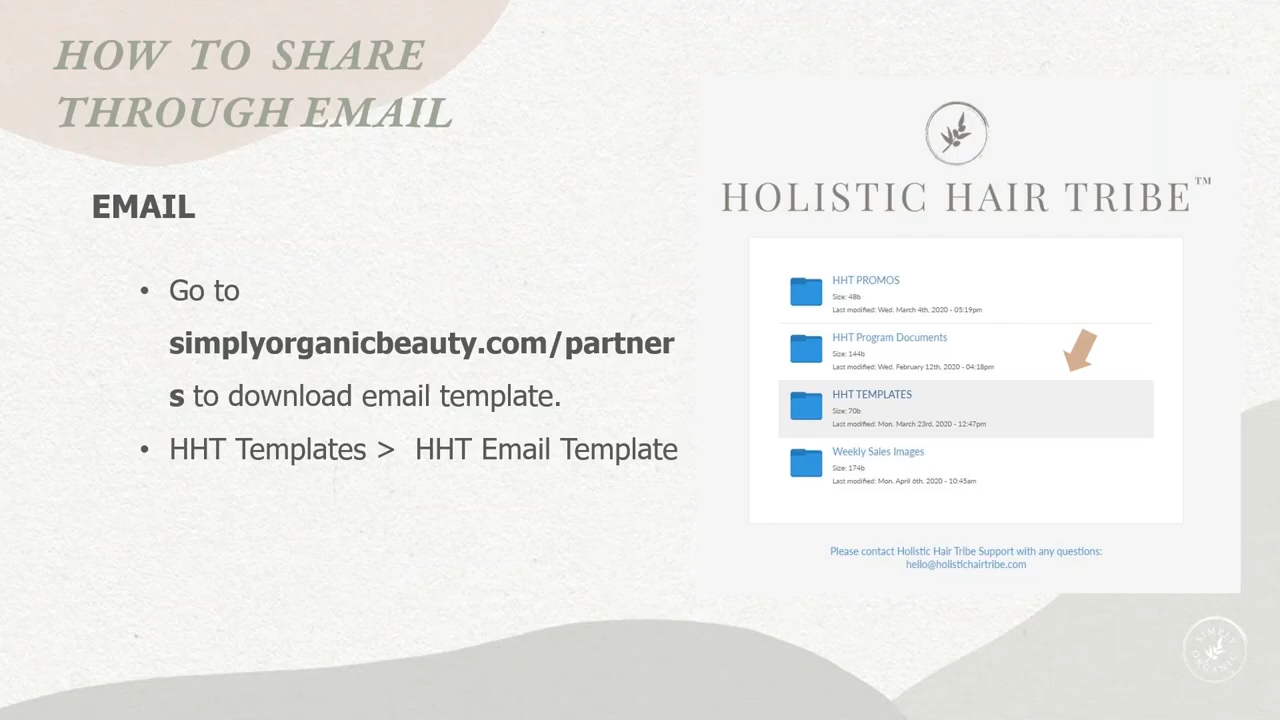 HOW TO SHARE
THROUGH EMAIL
EMAIL
• Go to
simplyorganicbeauty.com/partner
s to download email template.
• HHT Templates > HHT Email Template
HOLISTIC HAIR TRIBE™
HHT PROMOS
Size: 48b
Last modified: Wed. March 4th, 2020 - 05:19pm
HHT Program Documents
Size: 144b
Last modified: Wed. February 12th, 2020 - 04:18pm
HHT TEMPLATES
Size: 70b
Last modified: Mon. March 23rd, 2020 - 12:47pm
Weekly Sales Images
Size: 174b
Last modified: Mon. April 6th, 2020 - 10:45am
Please contact Holistic Hair Tribe Support with any questions:
hello@holistichairtribe.com
SIMPLY
ORGANIC